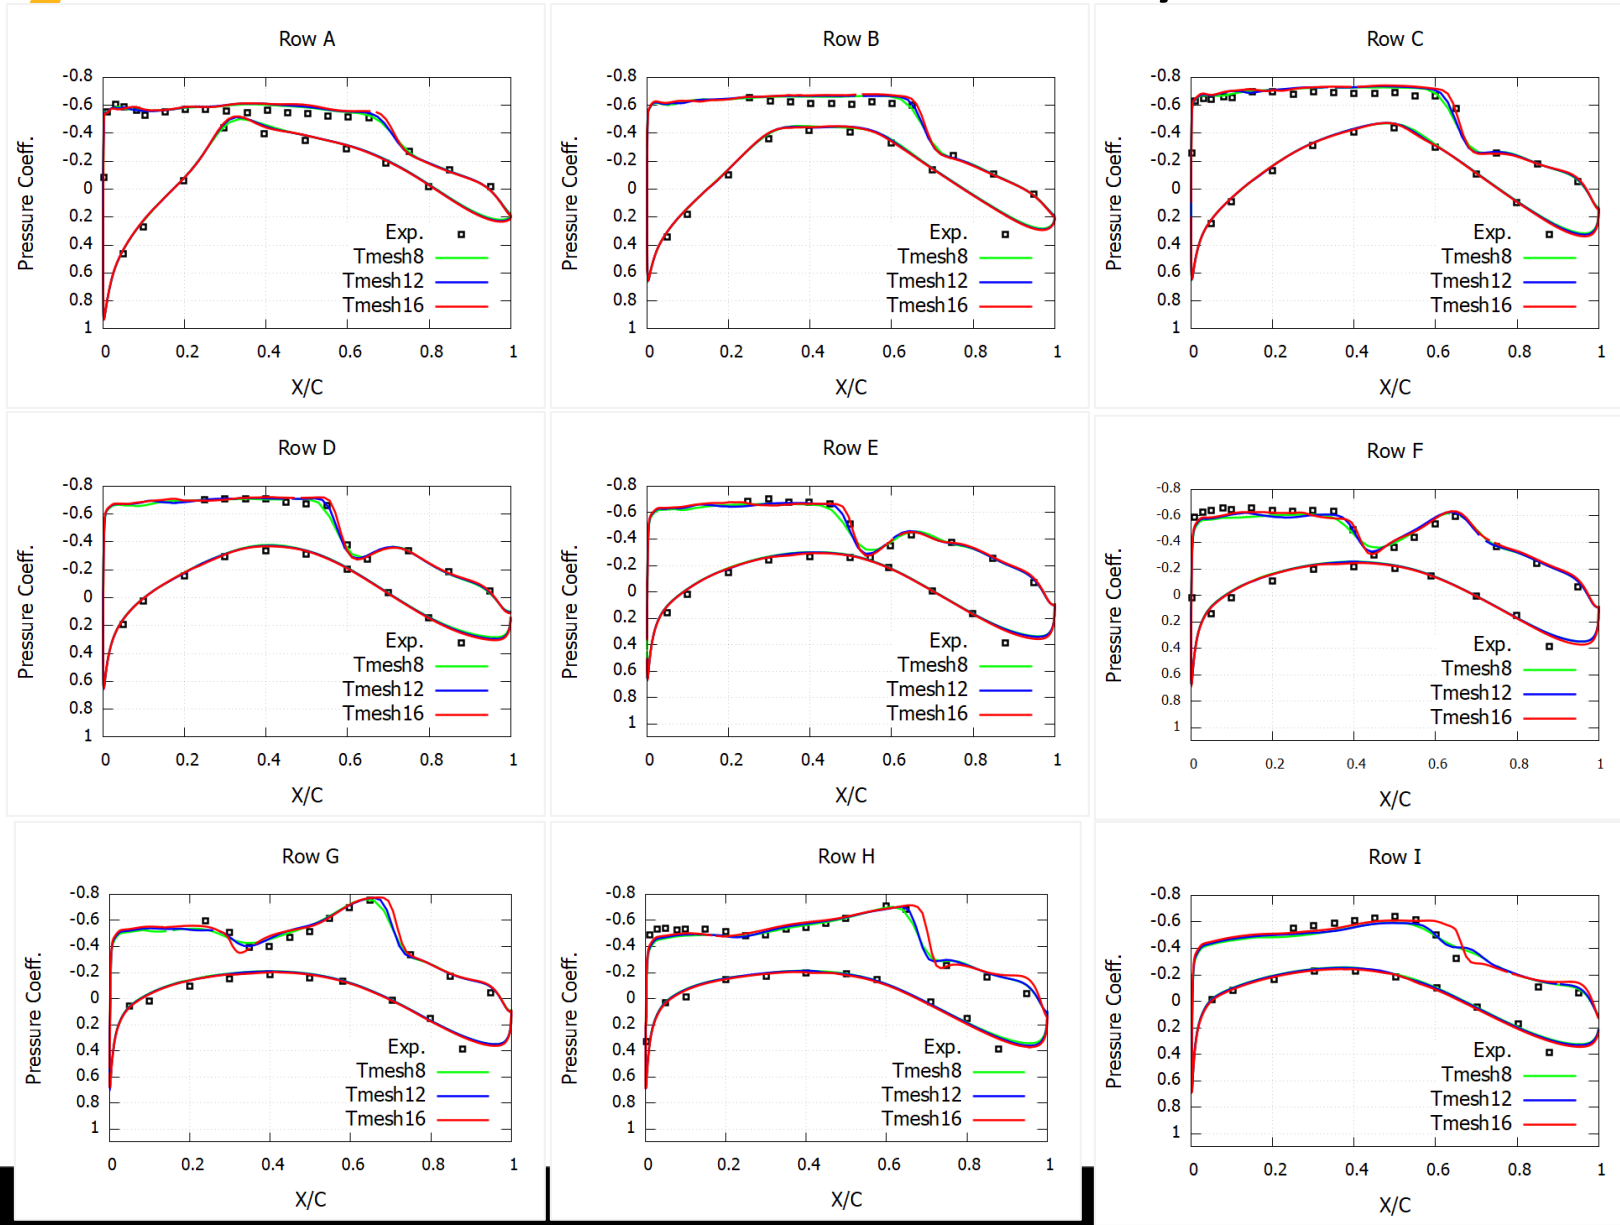 Row A
-0.8
-0.6
-0.4
-0.2
0
0.2
0.4
0.6
0.8
1
Pressure Coeff.
Exp.
Tmesh8
Tmesh12
Tmesh16
0 0.2 0.4 0.6 0.8 1
X/C
Row B
-0.8
-0.6
-0.4
-0.2
0
0.2
0.4
0.6
0.8
1
Pressure Coeff.
Exp.
Tmesh8
Tmesh12
Tmesh16
0 0.2 0.4 0.6 0.8 1
X/C
Row C
-0.8
-0.6
-0.4
-0.2
0
0.2
0.4
0.6
0.8
1
Pressure Coeff.
Exp.
Tmesh8
Tmesh12
Tmesh16
0 0.2 0.4 0.6 0.8 1
X/C
Row D
-0.8
-0.6
-0.4
-0.2
0
0.2
0.4
0.6
0.8
1
Pressure Coeff.
Exp.
Tmesh8
Tmesh12
Tmesh16
0 0.2 0.4 0.6 0.8 1
X/C
Row E
-0.8
-0.6
-0.4
-0.2
0
0.2
0.4
0.6
0.8
1
Pressure Coeff.
Exp.
Tmesh8
Tmesh12
Tmesh16
0 0.2 0.4 0.6 0.8 1
X/C
Row F
-0.8
-0.6
-0.4
-0.2
0
0.2
0.4
0.6
0.8
1
Pressure Coeff.
Exp.
Tmesh8
Tmesh12
Tmesh16
0 0.2 0.4 0.6 0.8 1
X/C
Row G
-0.8
-0.6
-0.4
-0.2
0
0.2
0.4
0.6
0.8
1
Pressure Coeff.
Exp.
Tmesh8
Tmesh12
Tmesh16
0 0.2 0.4 0.6 0.8 1
X/C
Row H
-0.8
-0.6
-0.4
-0.2
0
0.2
0.4
0.6
0.8
1
Pressure Coeff.
Exp.
Tmesh8
Tmesh12
Tmesh16
0 0.2 0.4 0.6 0.8 1
X/C
Row I
-0.8
-0.6
-0.4
-0.2
0
0.2
0.4
0.6
0.8
1
Pressure Coeff.
Exp.
Tmesh8
Tmesh12
Tmesh16
0 0.2 0.4 0.6 0.8 1
X/C